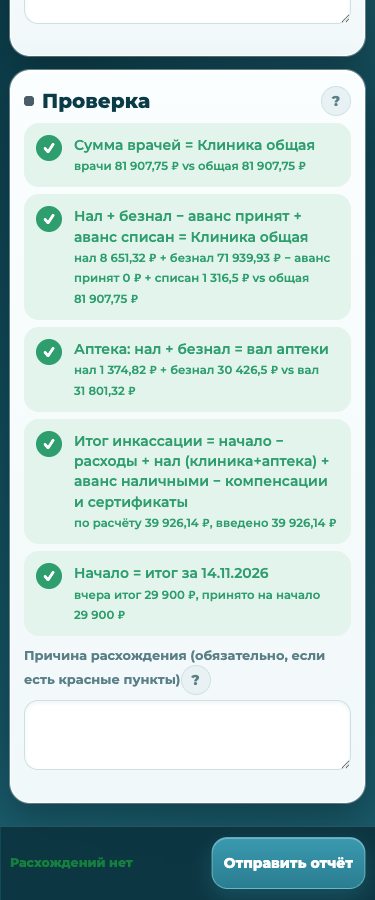 Проверка
?
Сумма врачей = Клиника общая
врачи 81 907,75 ₽ vs общая 81 907,75 ₽
Нал + безнал − аванс принят +
аванс списан = Клиника общая
нал 8 651,32 ₽ + безнал 71 939,93 ₽ − аванс
принят 0 ₽ + списан 1 316,5 ₽ vs общая
81 907,75 ₽
Аптека: нал + безнал = вал аптеки
нал 1 374,82 ₽ + безнал 30 426,5 ₽ vs вал
31 801,32 ₽
Итог инкассации = начало −
расходы + нал (клиника+аптека) +
аванс наличными − компенсации
и сертификаты
по расчёту 39 926,14 ₽, введено 39 926,14 ₽
Начало = итог за 14.11.2026
вчера итог 29 900 ₽, принято на начало
29 900 ₽
Причина расхождения (обязательно, если
есть красные пункты) ?
Расхождений нет
Отправить отчёт